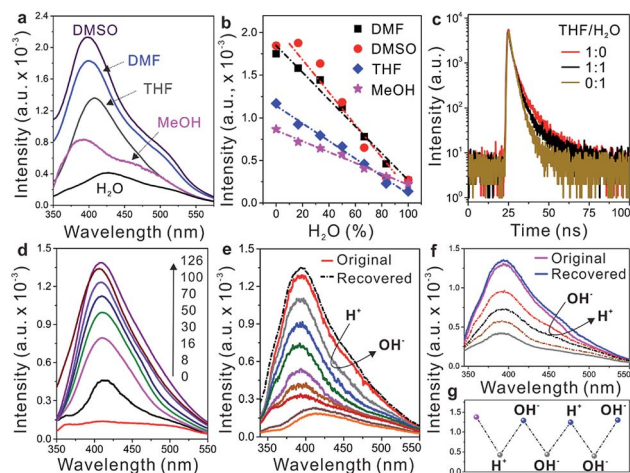 a
DMSO
DMF
THF
MeOH
H₂O
Intensity (a.u. × 10⁻³)
2.0
1.5
1.0
0.5
0.0
400 450 500 550
Wavelength (nm)
b
DMF
DMSO
THF
MeOH
Intensity (a.u., × 10⁻³)
2.4
1.8
1.2
0.6
0.0
0 20 40 60 80 100
H₂O (%)
c
THF/H₂O
1:0
1:1
0:1
Intensity (a.u.)
10⁴
10³
10²
10¹
10⁰
0 25 50 75 100
Time (ns)
d
126
100
70
50
30
16
8
0
Intensity (a.u. × 10⁻³)
1.5
1.2
0.9
0.6
0.3
0.0
350 400 450 500 550
Wavelength (nm)
e
Original
Recovered
H⁺
OH⁻
Intensity (a.u. × 10⁻³)
1.5
1.2
0.9
0.6
0.3
0.0
350 400 450 500 550
Wavelength (nm)
f
Original
Recovered
OH⁻
H⁺
Intensity (a.u. × 10⁻³)
1.5
1.0
0.5
0.0
350 400 450 500 550
Wavelength (nm)
g
OH⁻ H⁺ OH⁻
1.5
1.0
0.5
0.0
H⁺ OH⁻ OH⁻